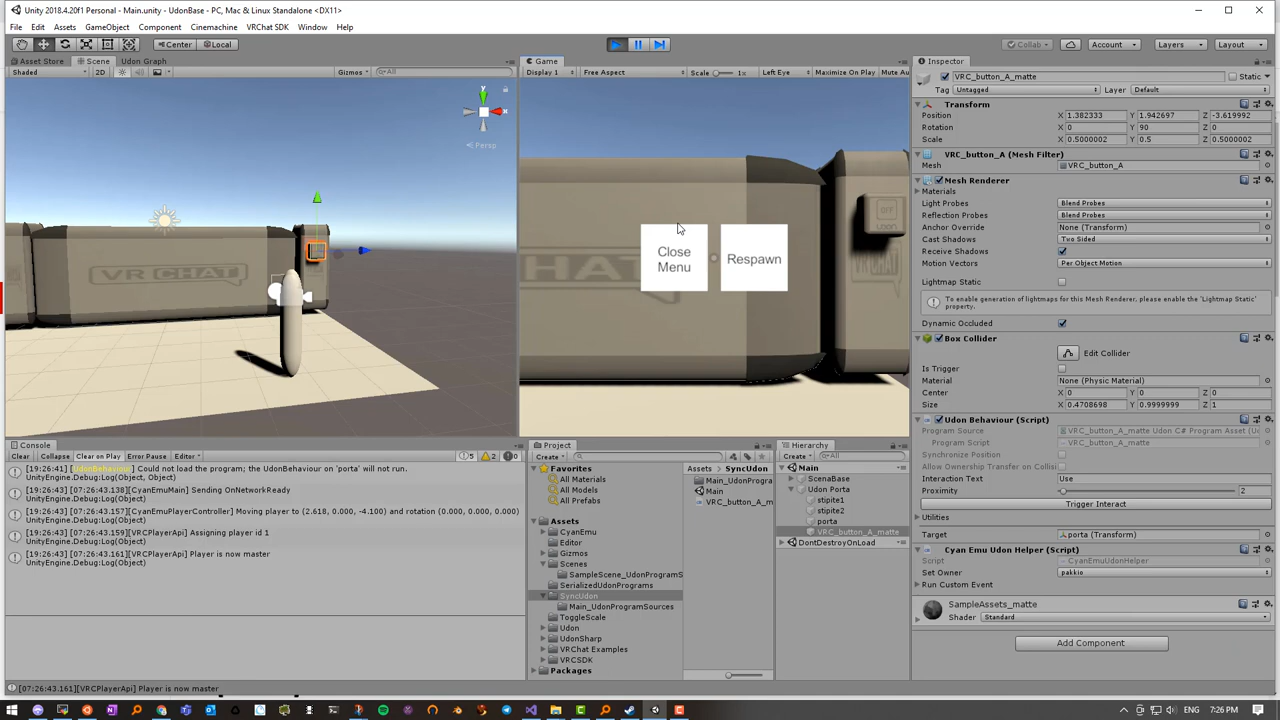 Unity 2018.4.20f1 Personal - Main.unity - UdonBase - PC, Mac & Linux Standalone <DX11>
File Edit Assets GameObject Component Cinemachine VRChat SDK Window Help
Center Local Collab Account Layers Layout
Asset Store Scene Udon Graph
Shaded 2D Gizmos All
y
x
Persp
VR CHAT
Game
Display 1 Free Aspect Scale 1x Left Eye Maximize On Play Mute Au
Close
Menu
Respawn
OFF
UDON
Inspector
VRC_button_A_matte Static
Tag Untagged Layer Default
Transform
Position X 1.382333 Y 1.942697 Z -3.619992
Rotation X 0 Y 90 Z 0
Scale X 0.5000002 Y 0.5 Z 0.5000002
VRC_button_A (Mesh Filter)
Mesh VRC_button_A
Mesh Renderer
Materials
Light Probes Blend Probes
Reflection Probes Blend Probes
Anchor Override None (Transform)
Cast Shadows Two Sided
Receive Shadows
Motion Vectors Per Object Motion
Lightmap Static
To enable generation of lightmaps for this Mesh Renderer, please enable the 'Lightmap Static'
property.
Dynamic Occluded
Box Collider
Edit Collider
Is Trigger
Material None (Physic Material)
Center X 0 Y 0 Z 0
Size X 0.4708698 Y 0.9999999 Z 1
Udon Behaviour (Script)
Program Source VRC_button_A_matte Udon C# Program Asset (U
Program Script VRC_button_A_matte
Synchronize Position
Allow Ownership Transfer on Collisi
Interaction Text Use
Proximity 2
Trigger Interact
Utilities
Target porta (Transform)
Cyan Emu Udon Helper (Script)
Script CyanEmuUdonHelper
Set Owner pakkio
Run Custom Event
SampleAssets_matte
Shader Standard
Add Component
Console
Clear Collapse Clear on Play Error Pause Editor 5 2 0
[19:26:41] [UdonBehaviour] Could not load the program; the UdonBehaviour on 'porta' will not run.
UnityEngine.Debug:Log(Object, Object)
[19:26:43] [07:26:43.138][CyanEmuMain] Sending OnNetworkReady
UnityEngine.Debug:Log(Object)
[19:26:43] [07:26:43.157][CyanEmuPlayerController] Moving player to (2.618, 0.000, -4.100) and rotation (0.000, 0.000, 0.000)
UnityEngine.Debug:Log(Object)
[19:26:43] [07:26:43.159][VRCPlayerApi] Assigning player id 1
UnityEngine.Debug:Log(Object)
[19:26:43] [07:26:43.161][VRCPlayerApi] Player is now master
UnityEngine.Debug:Log(Object)
Project
Create
Favorites
All Materials
All Models
All Prefabs
Assets
CyanEmu
Editor
Gizmos
Scenes
SampleScene_UdonProgramS
SerializedUdonPrograms
SyncUdon
Main_UdonProgramSources
ToggleScale
Udon
UdonSharp
VRChat Examples
VRCSDK
Packages
Assets SyncUdon
Main_UdonProgra
Main
VRC_button_A_m
Hierarchy
Create All
Main
ScenaBase
Udon Porta
stipite1
stipite2
porta
VRC_button_A_matte
DontDestroyOnLoad
[07:26:43.161][VRCPlayerApi] Player is now master
ENG 7:26 PM